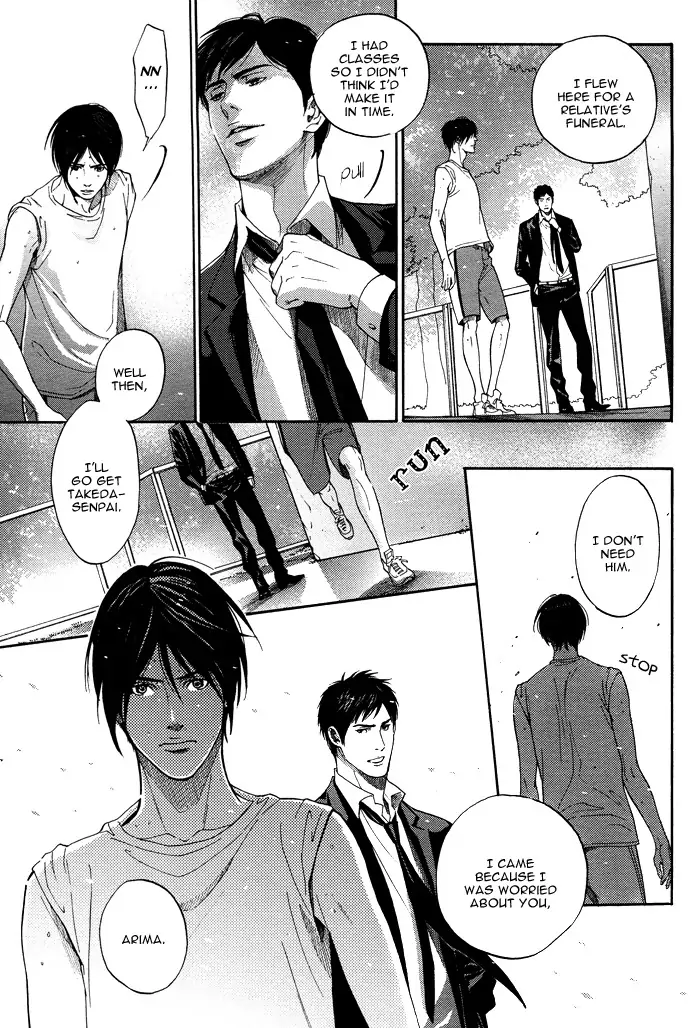 I FLEW
HERE FOR A
RELATIVE'S
FUNERAL.
I HAD
CLASSES
SO I DIDN'T
THINK I'D
MAKE IT
IN TIME.
pull
NN
...
WELL
THEN,
I'LL
GO GET
TAKEDA-
SENPAI.
run
I DON'T
NEED
HIM.
stop
I CAME
BECAUSE I
WAS WORRIED
ABOUT YOU,
ARIMA.